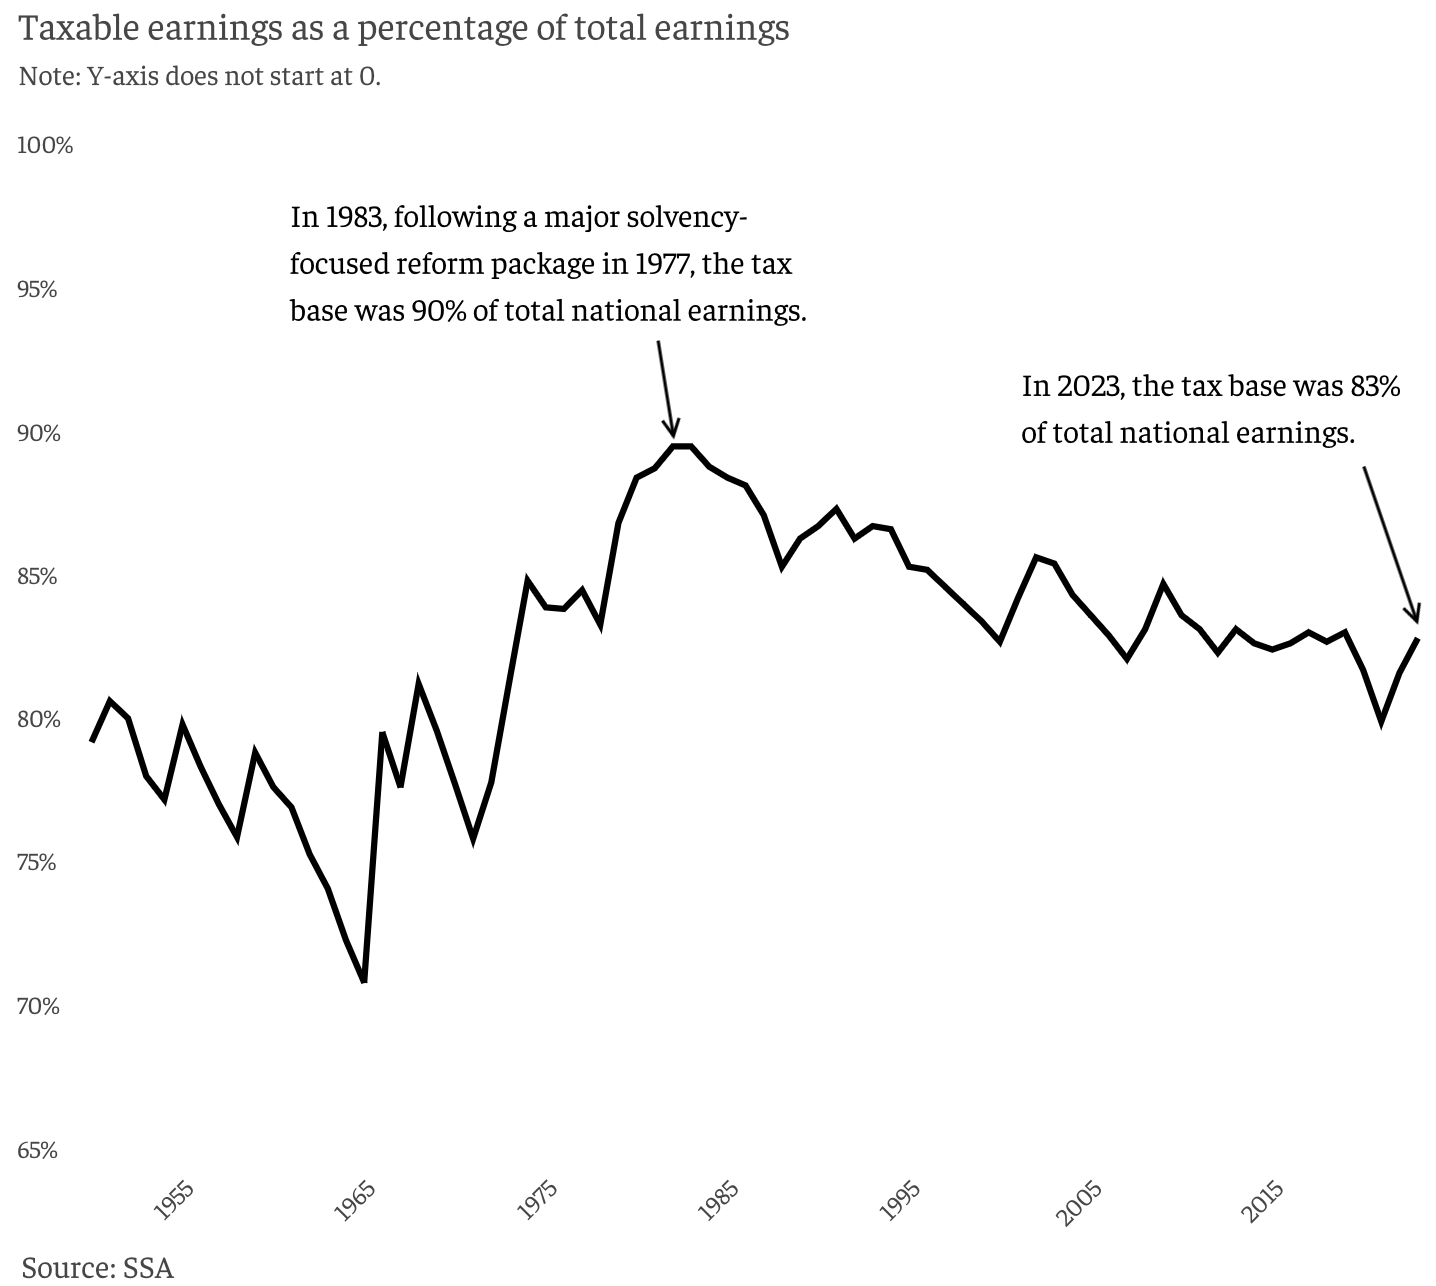 Taxable earnings as a percentage of total earnings
Note: Y-axis does not start at 0.
100%
In 1983, following a major solvency-
focused reform package in 1977, the tax
base was 90% of total national earnings.
95%
In 2023, the tax base was 83%
of total national earnings.
90%
85%
80%
75%
70%
65%
1955
1965
1975
1985
1995
2005
2015
Source: SSA